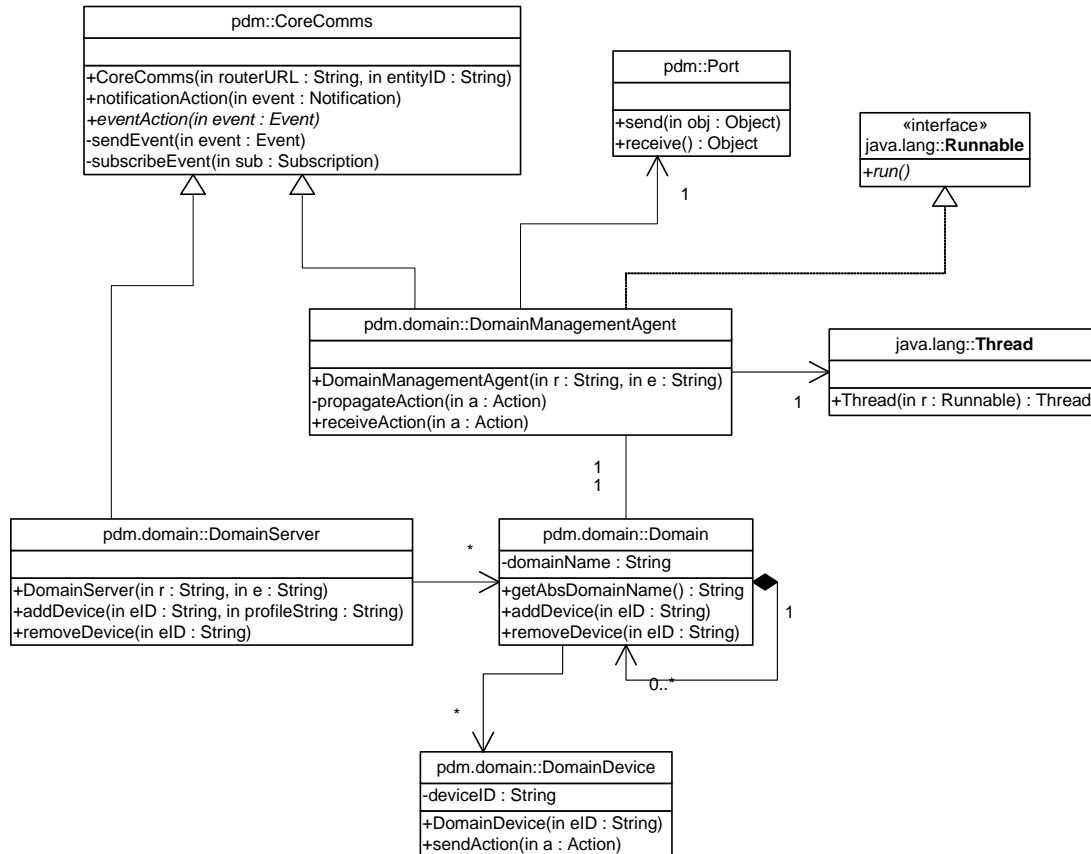 pdm::CoreComms
+CoreComms(in routerURL : String, in entityID : String)
+notificationAction(in event : Notification)
+eventAction(in event : Event)
-sendEvent(in event : Event)
-subscribeEvent(in sub : Subscription)
pdm::Port
+send(in obj : Object)
+receive() : Object
1
«interface»
java.lang::Runnable
+run()
pdm.domain::DomainManagementAgent
+DomainManagementAgent(in r : String, in e : String)
-propagateAction(in a : Action)
+receiveAction(in a : Action)
java.lang::Thread
+Thread(in r : Runnable) : Thread
1
1
1
pdm.domain::DomainServer
+DomainServer(in r : String, in e : String)
+addDevice(in eID : String, in profileString : String)
+removeDevice(in eID : String)
*
pdm.domain::Domain
-domainName : String
+getAbsDomainName() : String
+addDevice(in eID : String)
+removeDevice(in eID : String)
1
0..*
*
pdm.domain::DomainDevice
-deviceID : String
+DomainDevice(in eID : String)
+sendAction(in a : Action)